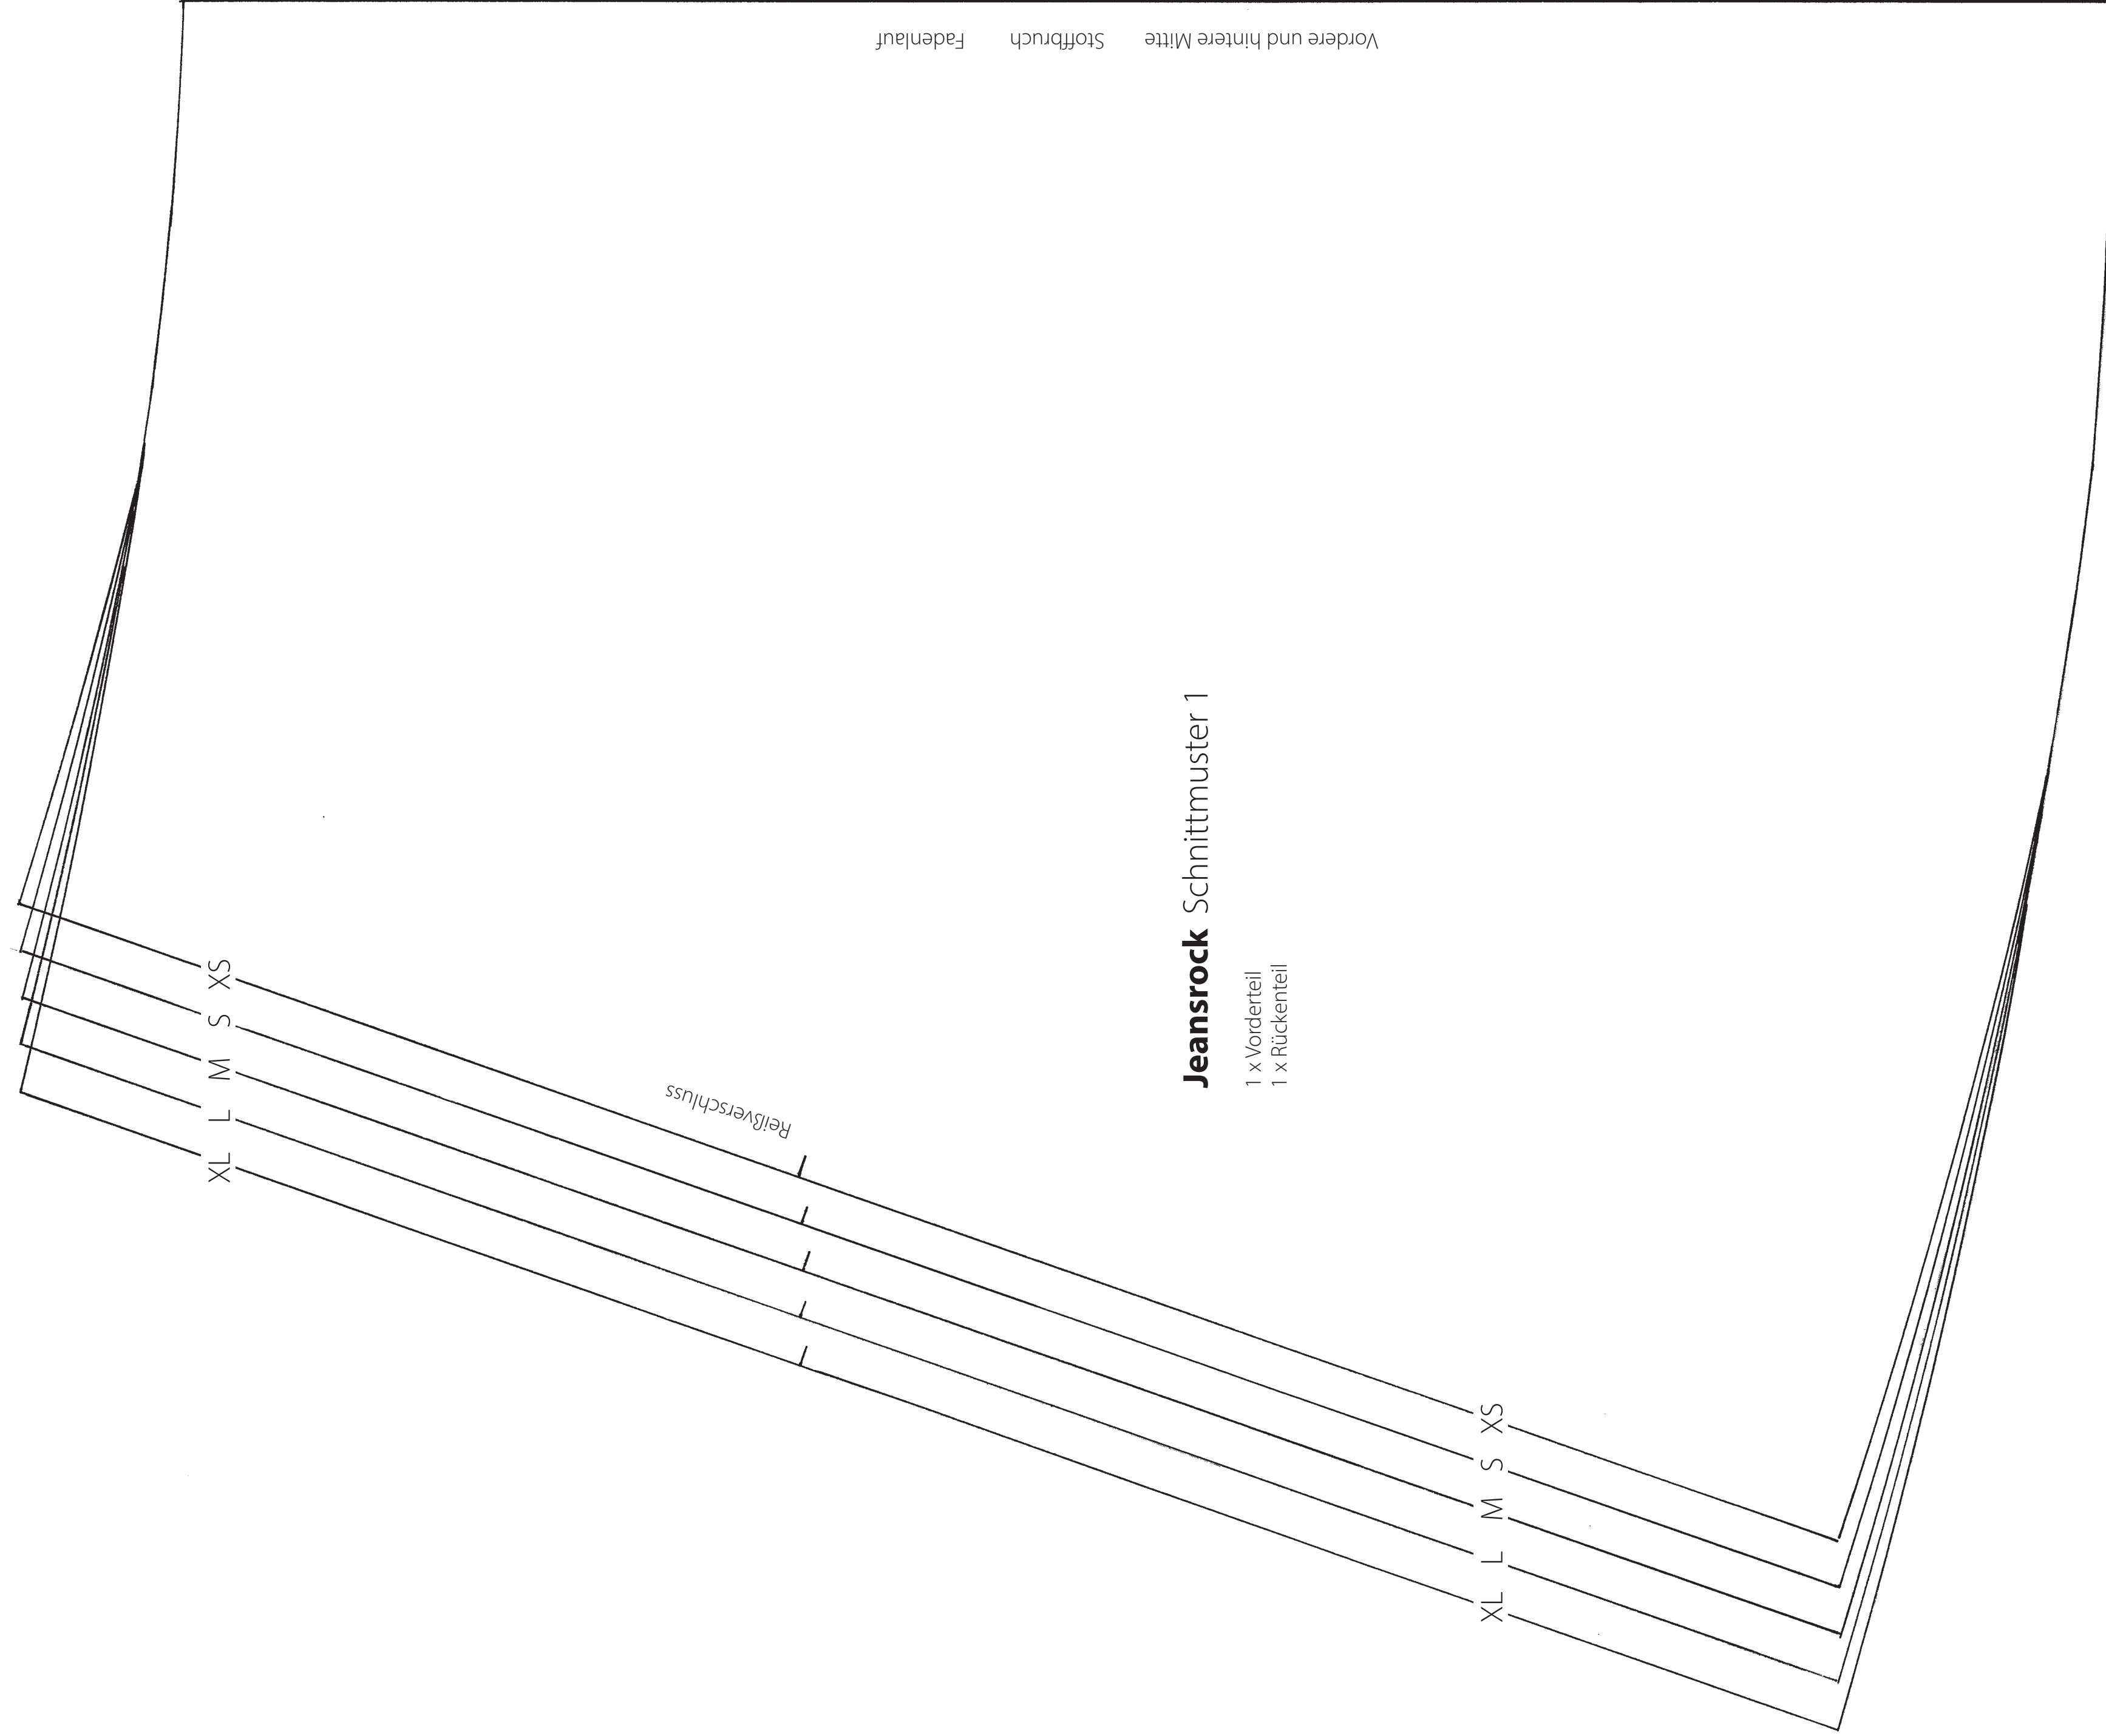 Vordere und hintere Mitte Stoffbruch Fadenlauf
Jeansrock Schnittmuster 1
1 x Vorderteil
1 x Rückenteil
Reißverschluss
XS
S
M
L
XL
XS
S
M
L
XL